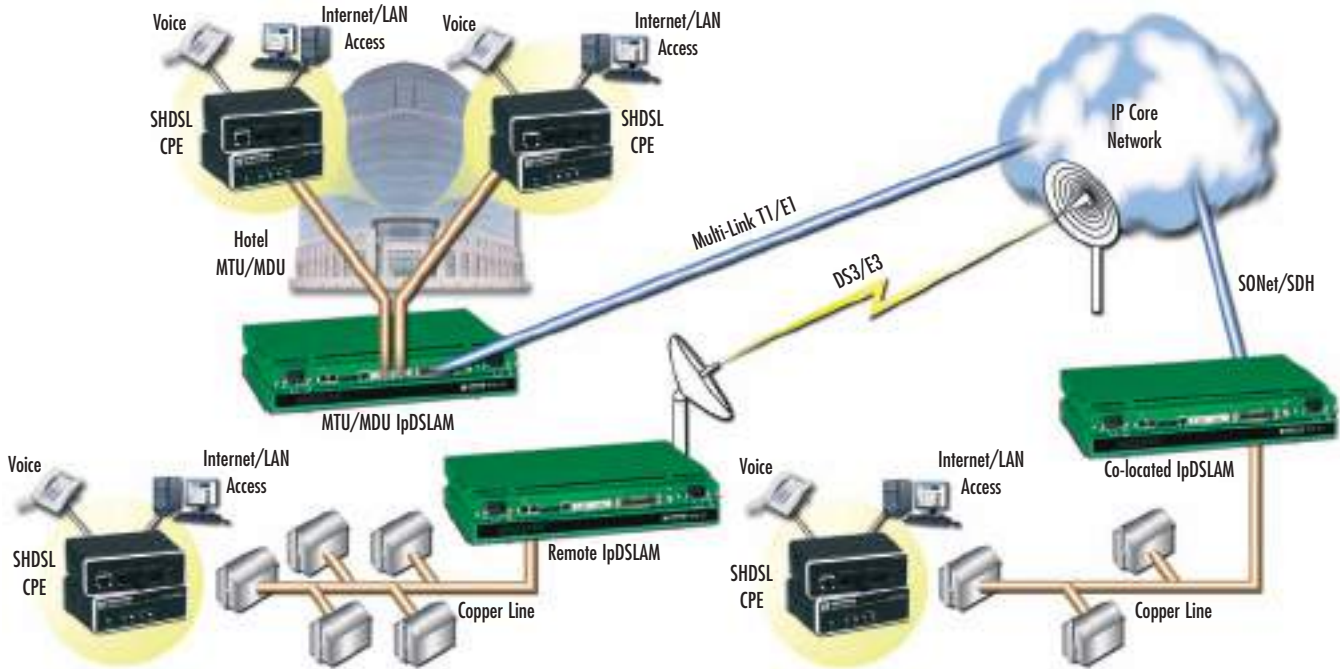 Voice
Internet/LAN
Access
Voice
Internet/LAN
Access
SHDSL
CPE
SHDSL
CPE
IP Core
Network
Hotel
MTU/MDU
Multi-Link T1/E1
DS3/E3
SONet/SDH
MTU/MDU IpDSLAM
Co-located IpDSLAM
Voice
Internet/LAN
Access
SHDSL
CPE
Remote IpDSLAM
Copper Line
Voice
Internet/LAN
Access
SHDSL
CPE
Copper Line